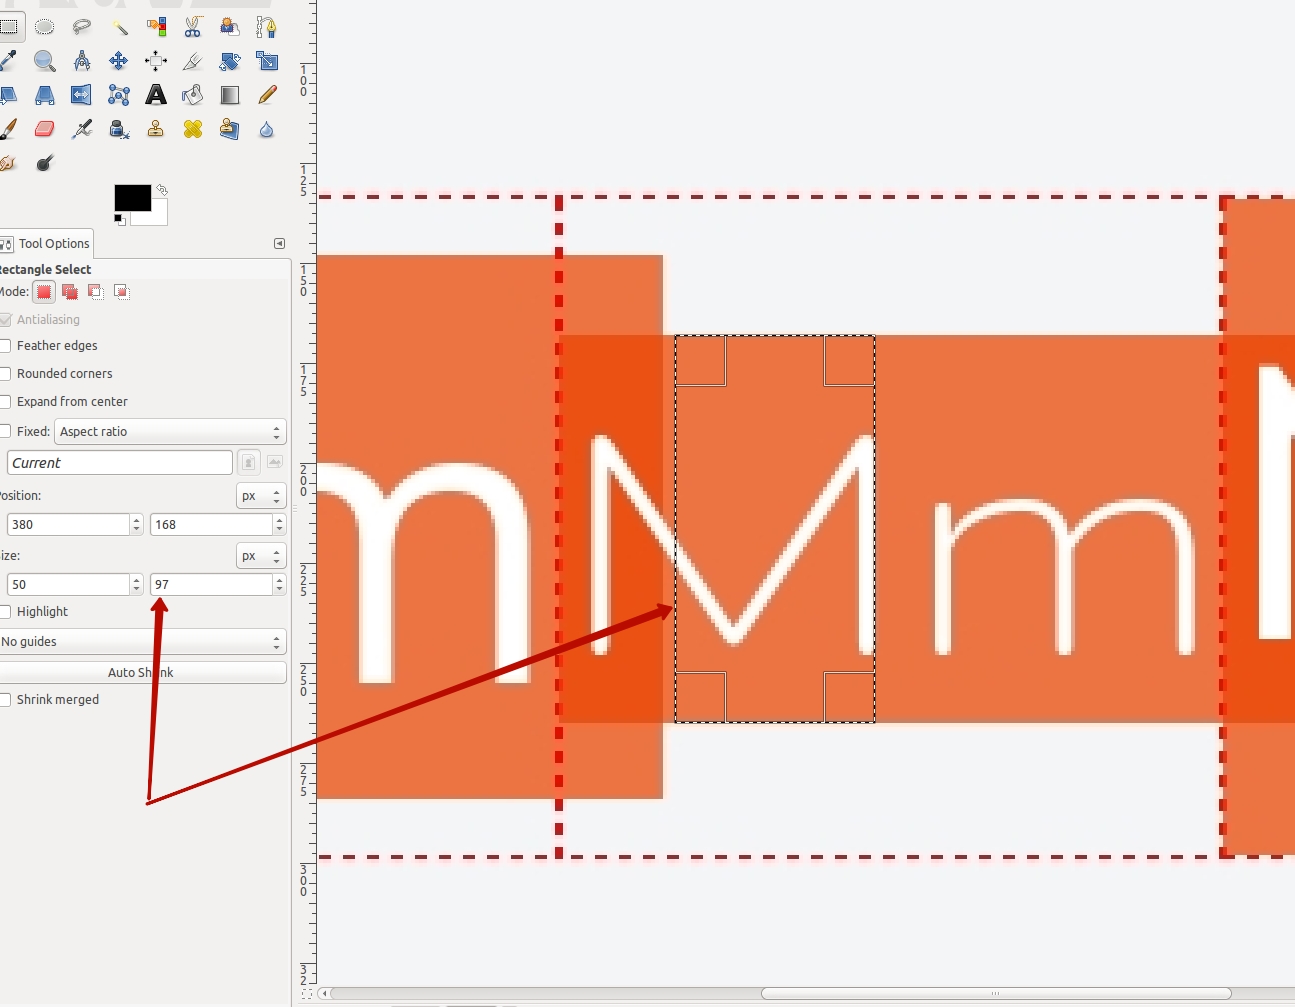 Tool Options
Rectangle Select
Mode:
Antialiasing
Feather edges
Rounded corners
Expand from center
Fixed: Aspect ratio
Current
Position: px
380 168
Size: px
50 97
Highlight
No guides
Auto Shrink
Shrink merged
100
125
150
175
200
225
250
275
300
32
m Mm